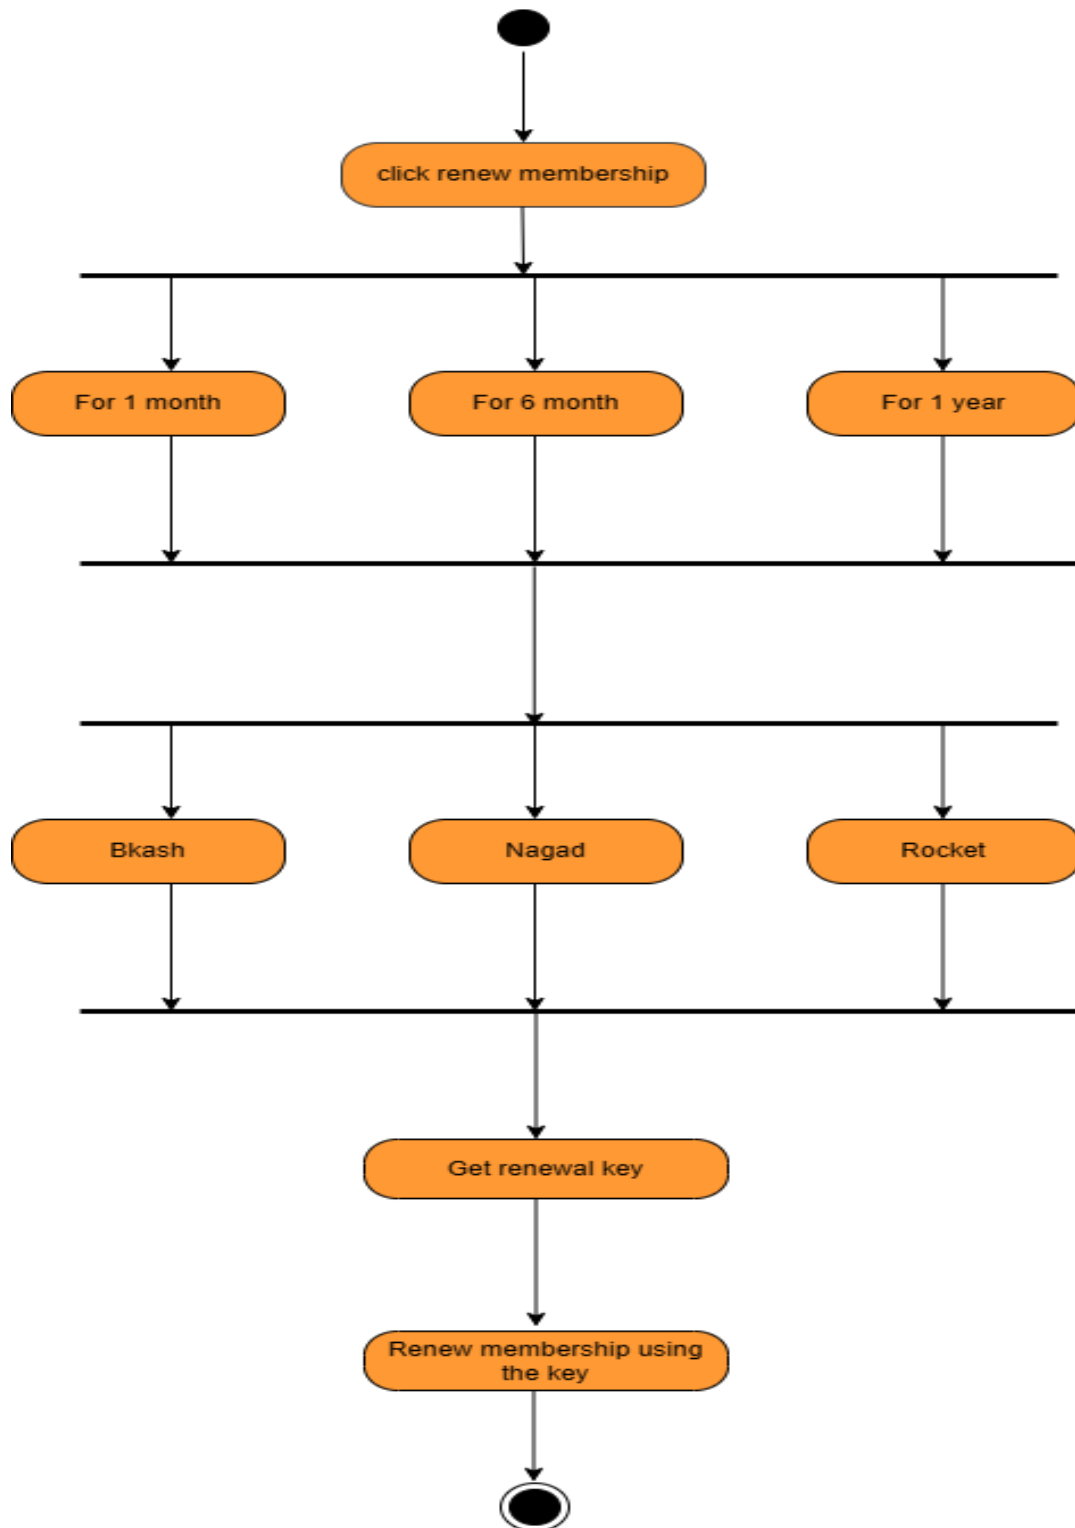 click renew membership
For 1 month
For 6 month
For 1 year
Bkash
Nagad
Rocket
Get renewal key
Renew membership using
the key